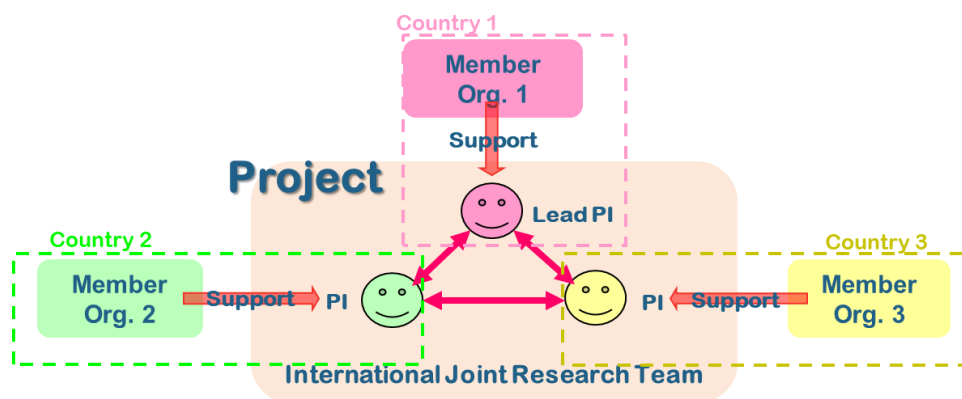 Country 1
Member
Org. 1
Support
Project
Lead PI
Country 2
Country 3
Member
Org. 2
Support
PI
PI
Support
Member
Org. 3
International Joint Research Team